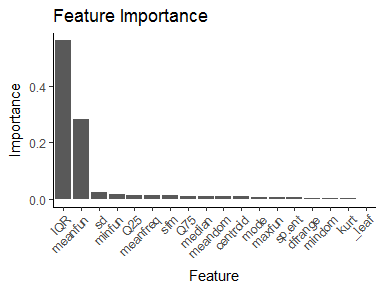 Feature Importance
Importance
0.4
0.2
0.0
IQR
meanfun
sd
minfun
Q25
meanfreq
sfm
Q75
median
meandom
centroid
mode
maxfun
sp.ent
dfrange
mindom
kurt
_leaf
Feature